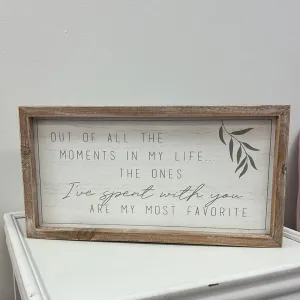 OUT OF ALL THE
MOMENTS IN MY LIFE...
THE ONES
I've spent with you
ARE MY MOST FAVORITE